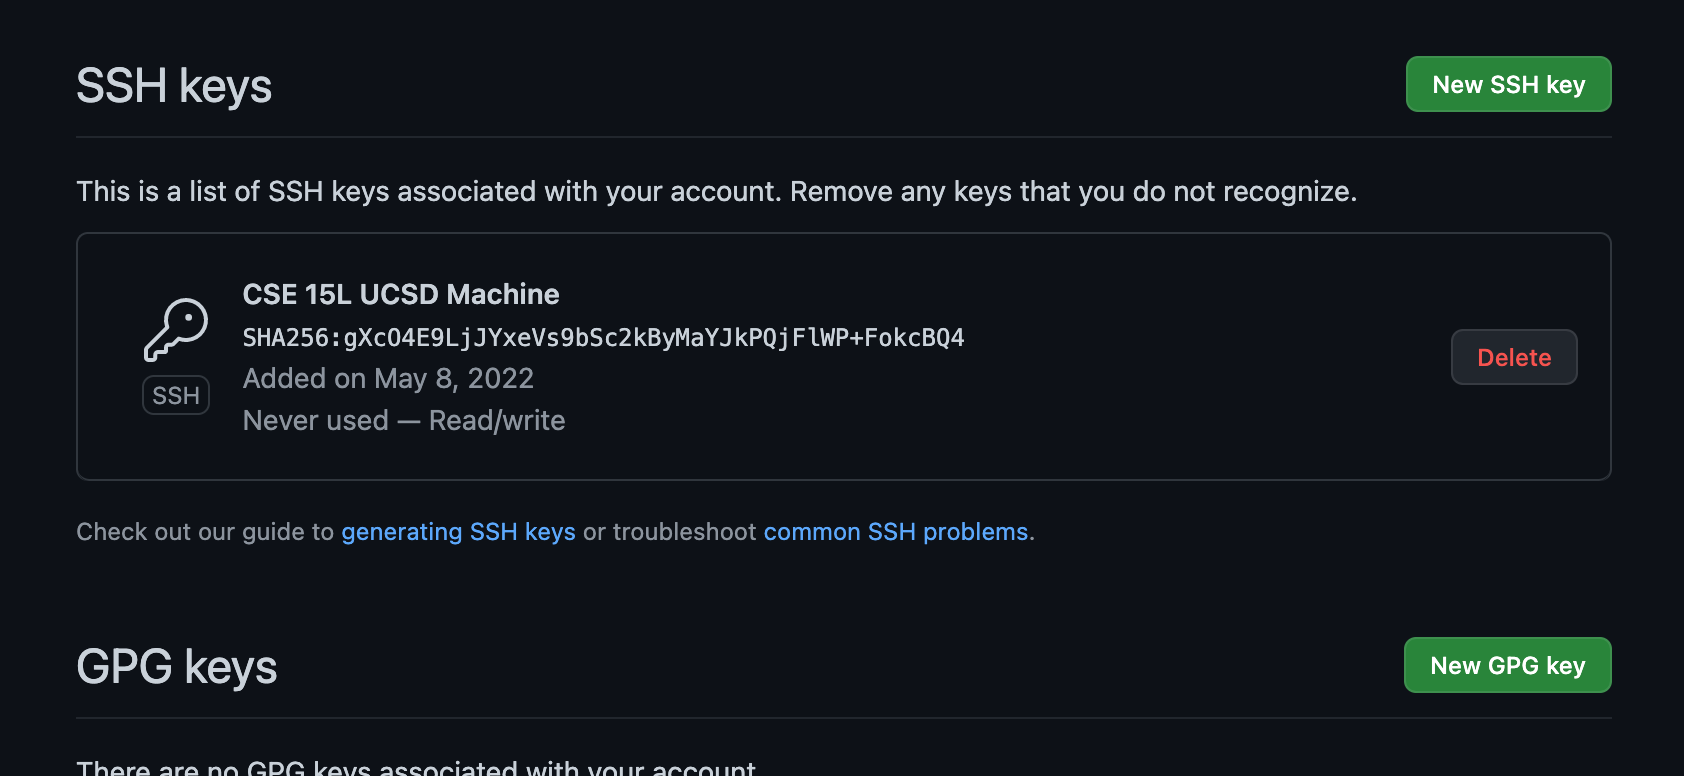 SSH keys
New SSH key
This is a list of SSH keys associated with your account. Remove any keys that you do not recognize.
CSE 15L UCSD Machine
SHA256:gXcO4E9LjJYxeVs9bSc2kByMaYJkPQjFlWP+FokcBQ4
Added on May 8, 2022
Never used — Read/write
SSH
Delete
Check out our guide to generating SSH keys or troubleshoot common SSH problems.
GPG keys
New GPG key
There are no GPG keys associated with your account